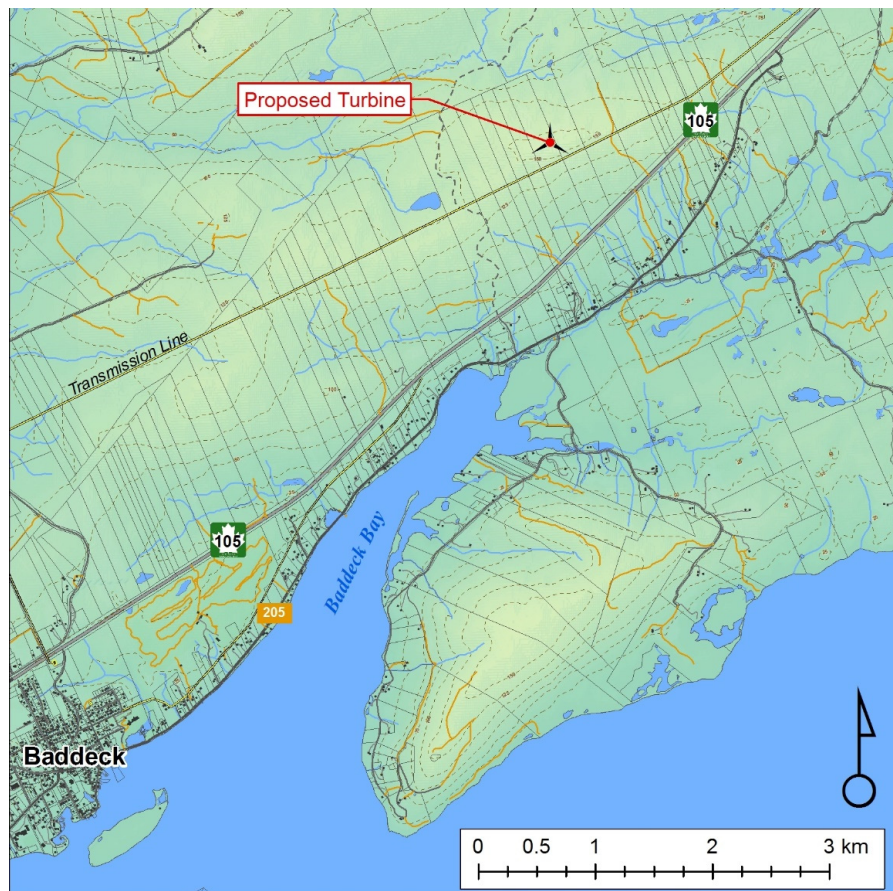 Proposed Turbine
105
Transmission Line
105
Baddeck Bay
205
Baddeck
0 0.5 1 2 3 km